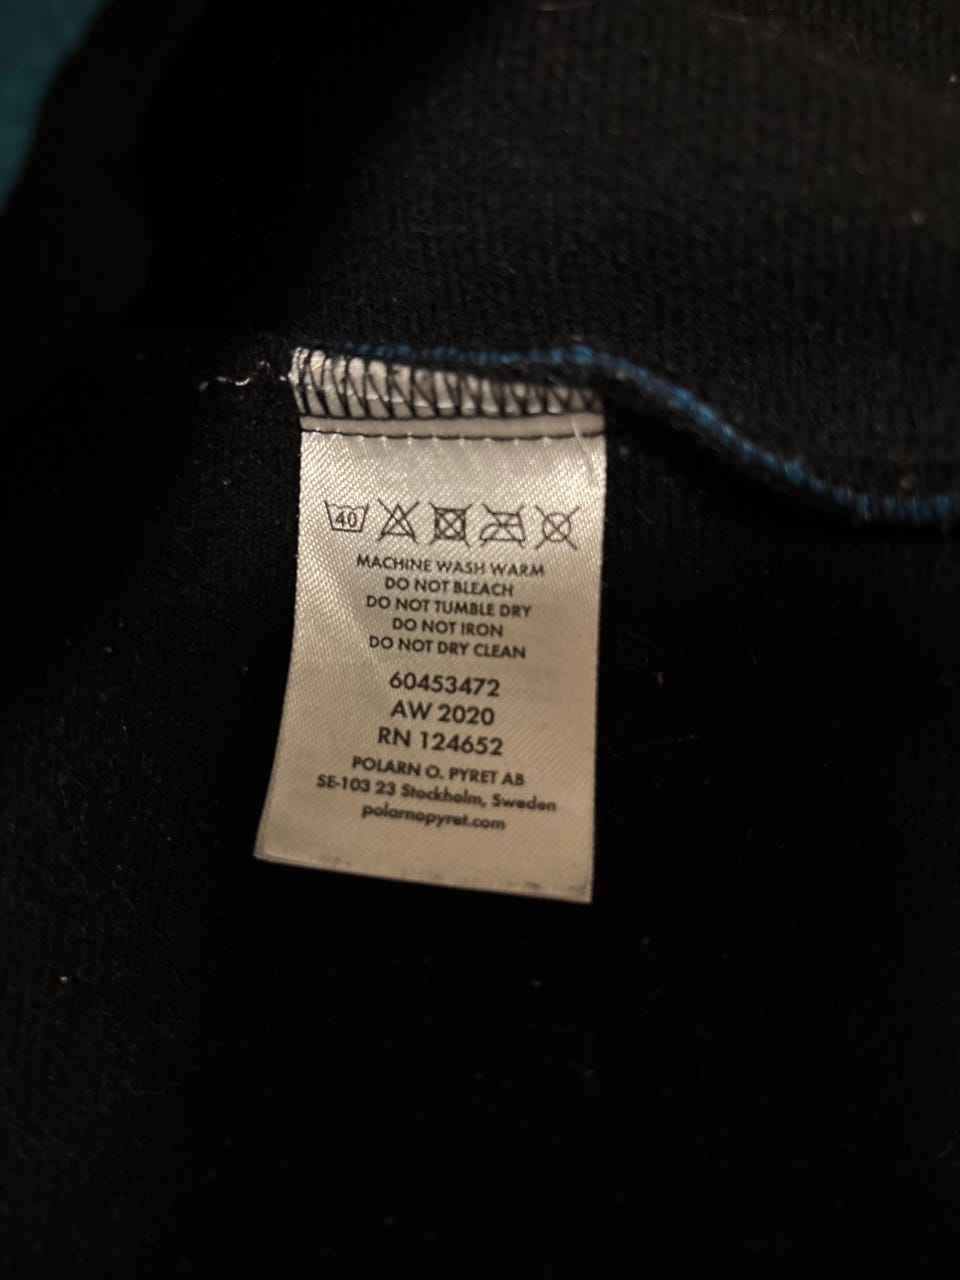 40
MACHINE WASH WARM
DO NOT BLEACH
DO NOT TUMBLE DRY
DO NOT IRON
DO NOT DRY CLEAN
60453472
AW 2020
RN 124652
POLARN O. PYRET AB
SE-103 23 Stockholm, Sweden
polarnopyret.com